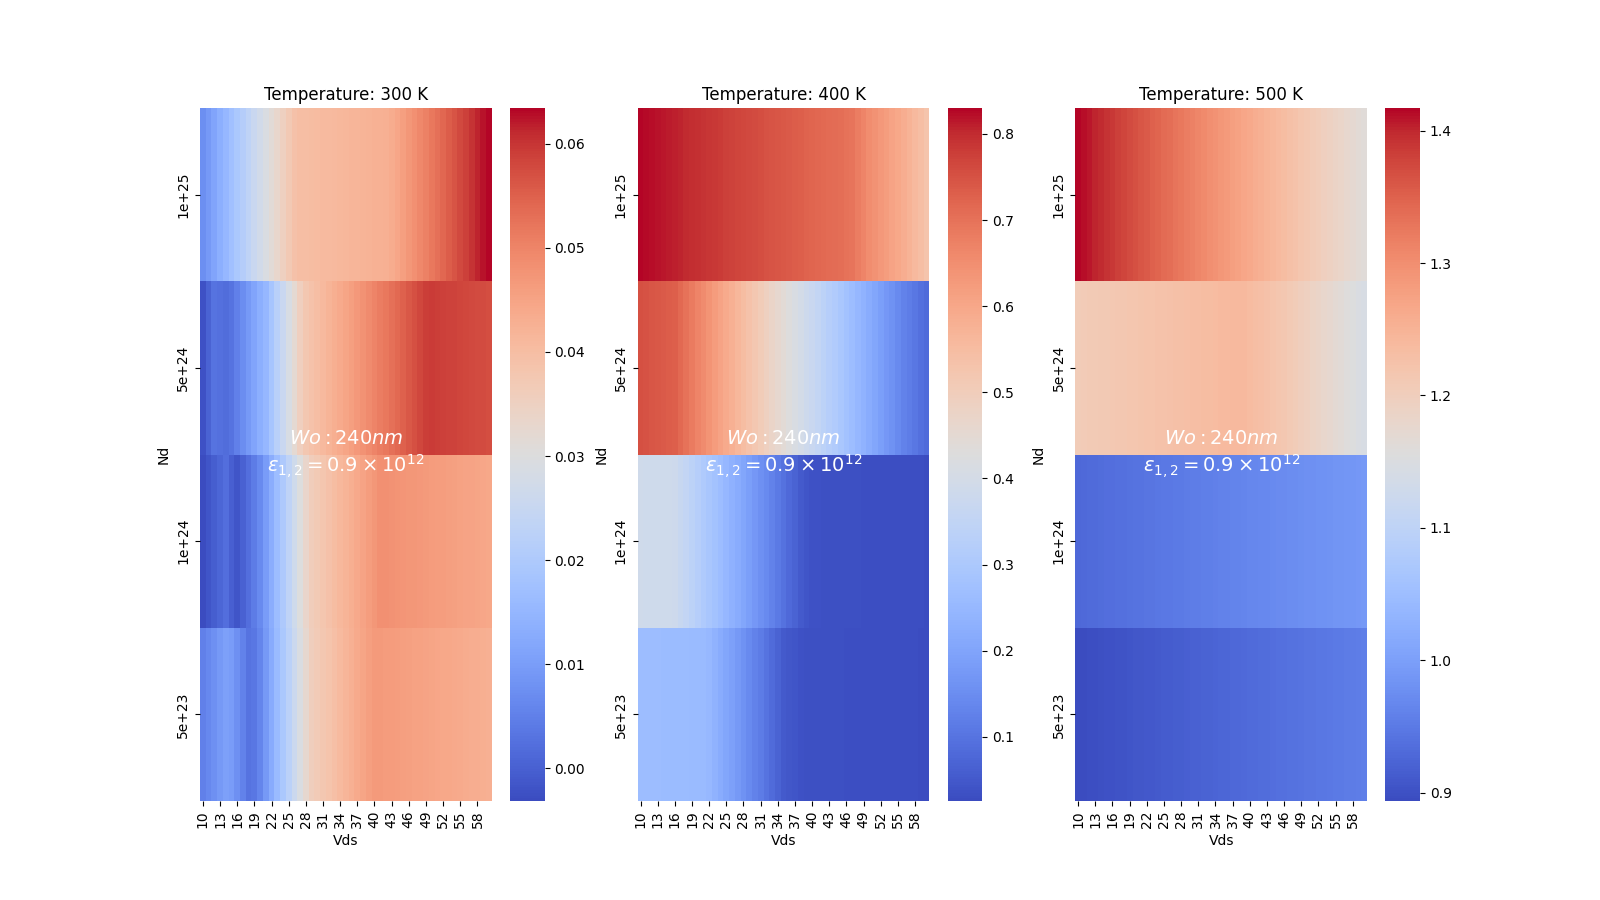 Temperature: 300 K
Temperature: 400 K
Temperature: 500 K
Nd
1e+25
5e+24
1e+24
5e+23
Wo : 240nm
ε1,2 = 0.9 × 10^12
10 13 16 19 22 25 28 31 34 37 40 43 46 49 52 55 58
Vds
0.06
0.05
0.04
0.03
0.02
0.01
0.00
Nd
1e+25
5e+24
1e+24
5e+23
Wo : 240nm
ε1,2 = 0.9 × 10^12
10 13 16 19 22 25 28 31 34 37 40 43 46 49 52 55 58
Vds
0.8
0.7
0.6
0.5
0.4
0.3
0.2
0.1
Nd
1e+25
5e+24
1e+24
5e+23
Wo : 240nm
ε1,2 = 0.9 × 10^12
10 13 16 19 22 25 28 31 34 37 40 43 46 49 52 55 58
Vds
1.4
1.3
1.2
1.1
1.0
0.9